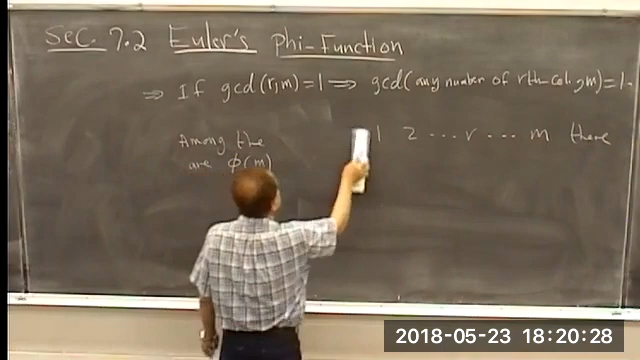 Sec. 7.2 Euler's Phi-Function
⇒ If gcd(r,m)=1 ⇒ gcd(any number of rth col.,m)=1.
Among the 1 2 ... r ... m there
are φ(m)
2018-05-23 18:20:28